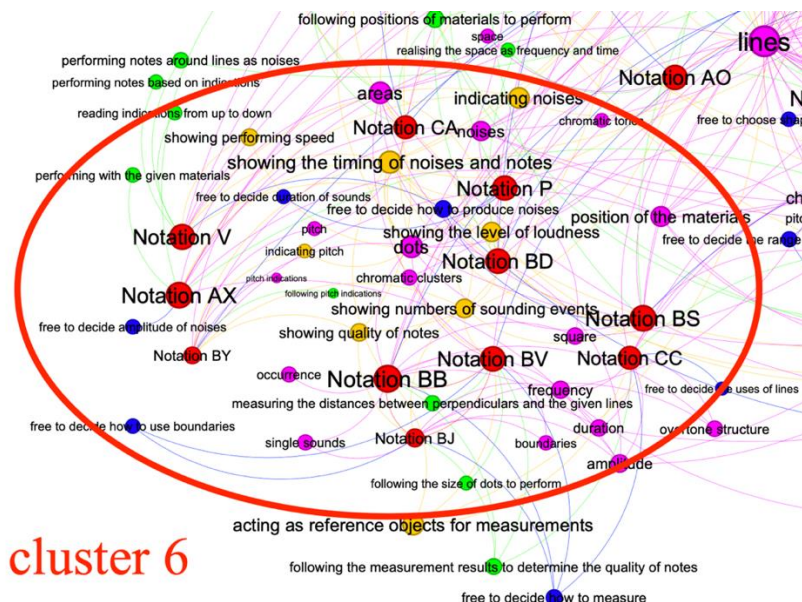 following positions of materials to perform
space
lines
performing notes around lines as noises
realising the space as frequency and time
performing notes based on indications
Notation AO
areas
indicating noises
N
reading indications from up to down
chromatic tones
free to choose
showing performing speed
Notation CA
noises
showing the timing of noises and notes
performing with the given materials
Notation P
free to decide duration of sounds
ch
free to decide how to produce noises
position of the materials
pitch
pitc
Notation V
showing the level of loudness
free to decide the range
indicating pitch
dots
Notation BD
pitch indications
chromatic clusters
following pitch indications
Notation AX
showing numbers of sounding events
Notation BS
free to decide amplitude of noises
showing quality of notes
square
Notation BY
Notation BV
Notation CC
occurrence
Notation BB
frequency
free to decide the uses of lines
measuring the distances between perpendiculars and the given lines
free to decide how to use boundaries
duration
overtone structure
single sounds
Notation BJ
boundaries
amplitude
following the size of dots to perform
acting as reference objects for measurements
cluster 6
following the measurement results to determine the quality of notes
free to decide how to measure